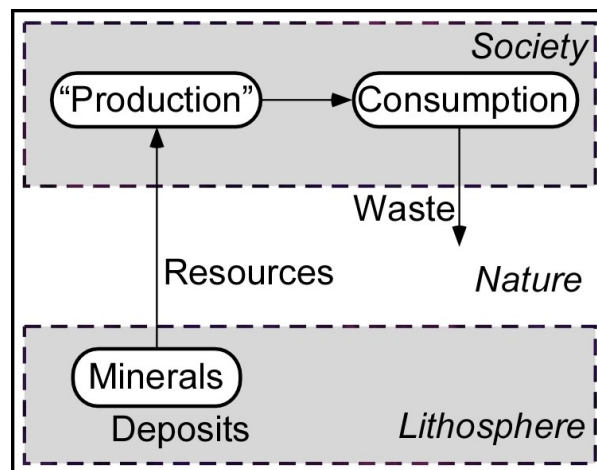 Society
“Production”
Consumption
Waste
Resources
Nature
Minerals
Deposits
Lithosphere